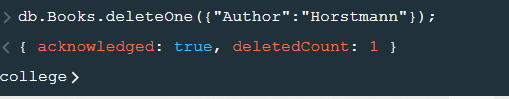 > db.Books.deleteOne({"Author":"Horstmann"});
< { acknowledged: true, deletedCount: 1 }
college>